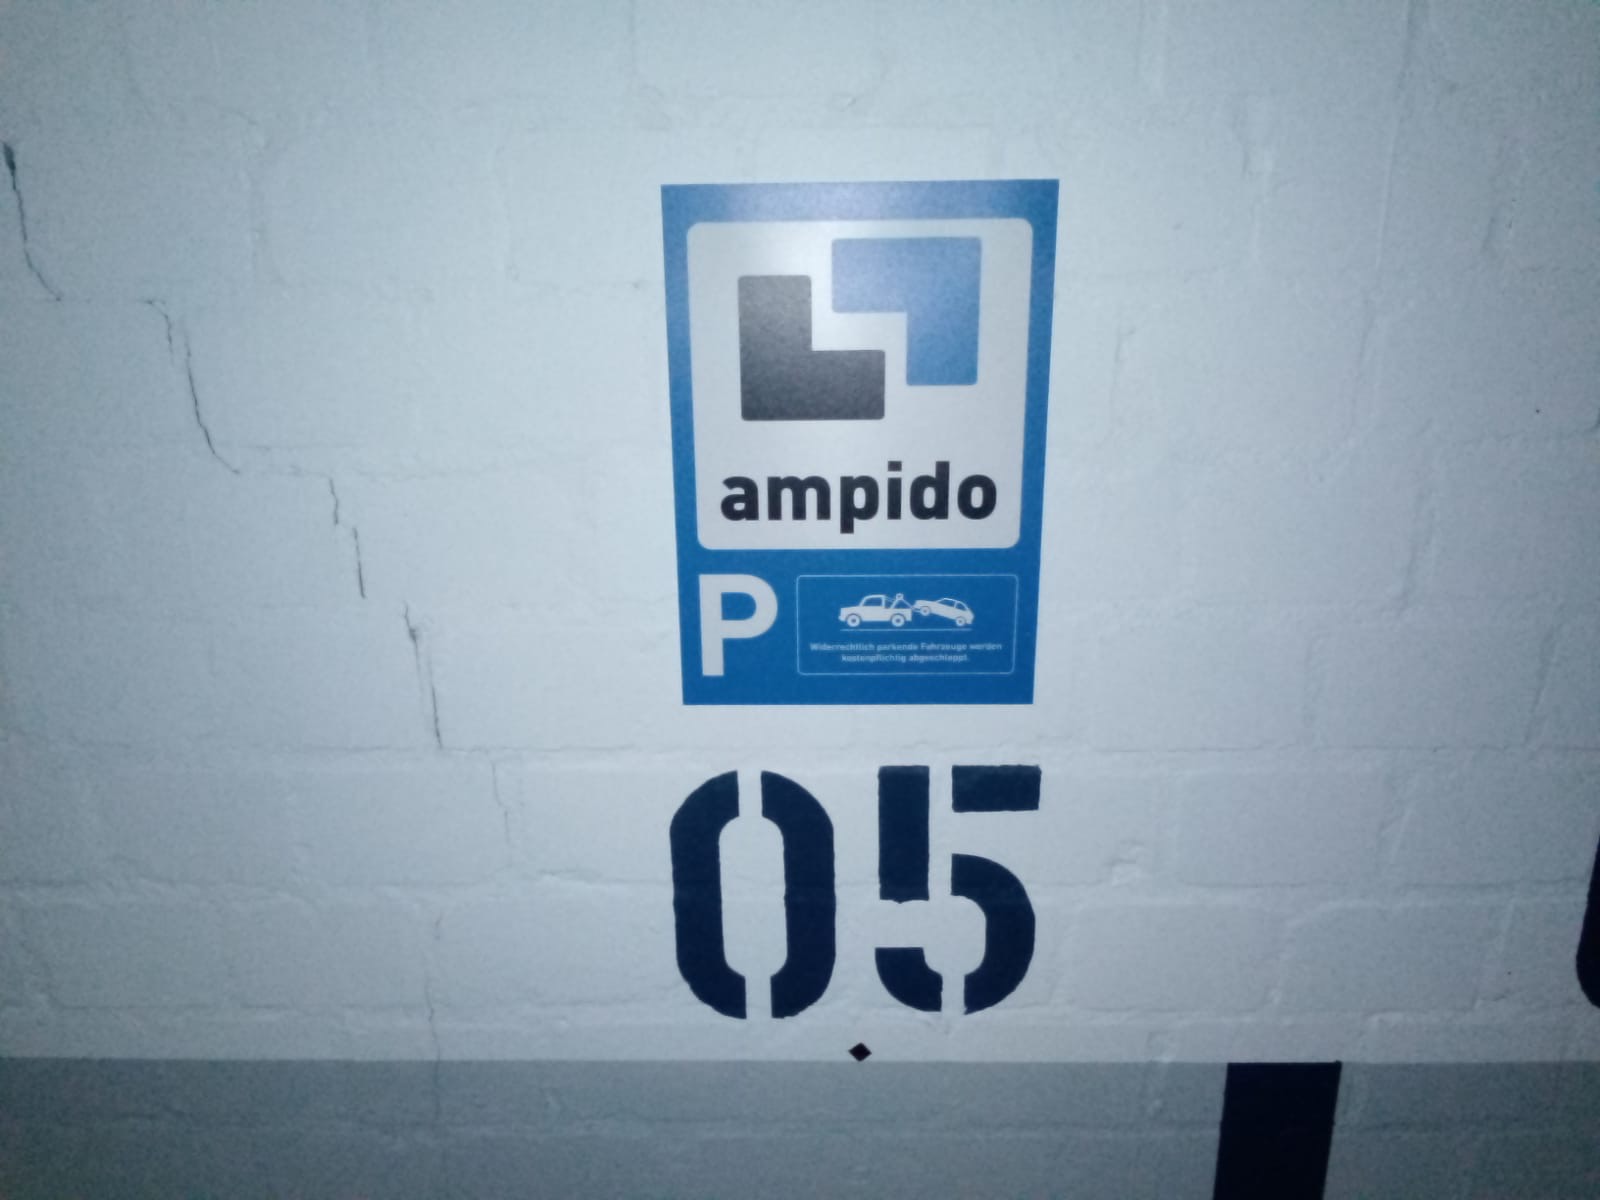 ampido
P
Widerrechtlich parkende Fahrzeuge werden
kostenpflichtig abgeschleppt.
05